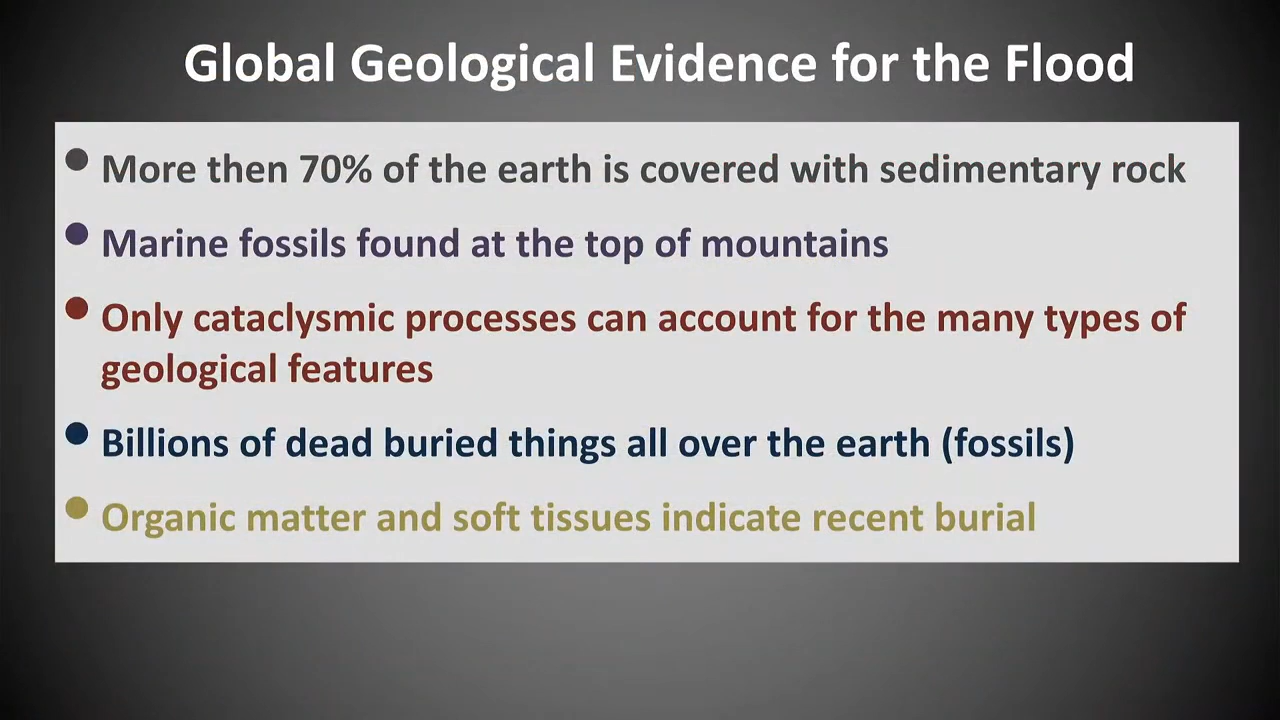 Global Geological Evidence for the Flood
• More then 70% of the earth is covered with sedimentary rock
• Marine fossils found at the top of mountains
• Only cataclysmic processes can account for the many types of
geological features
• Billions of dead buried things all over the earth (fossils)
• Organic matter and soft tissues indicate recent burial